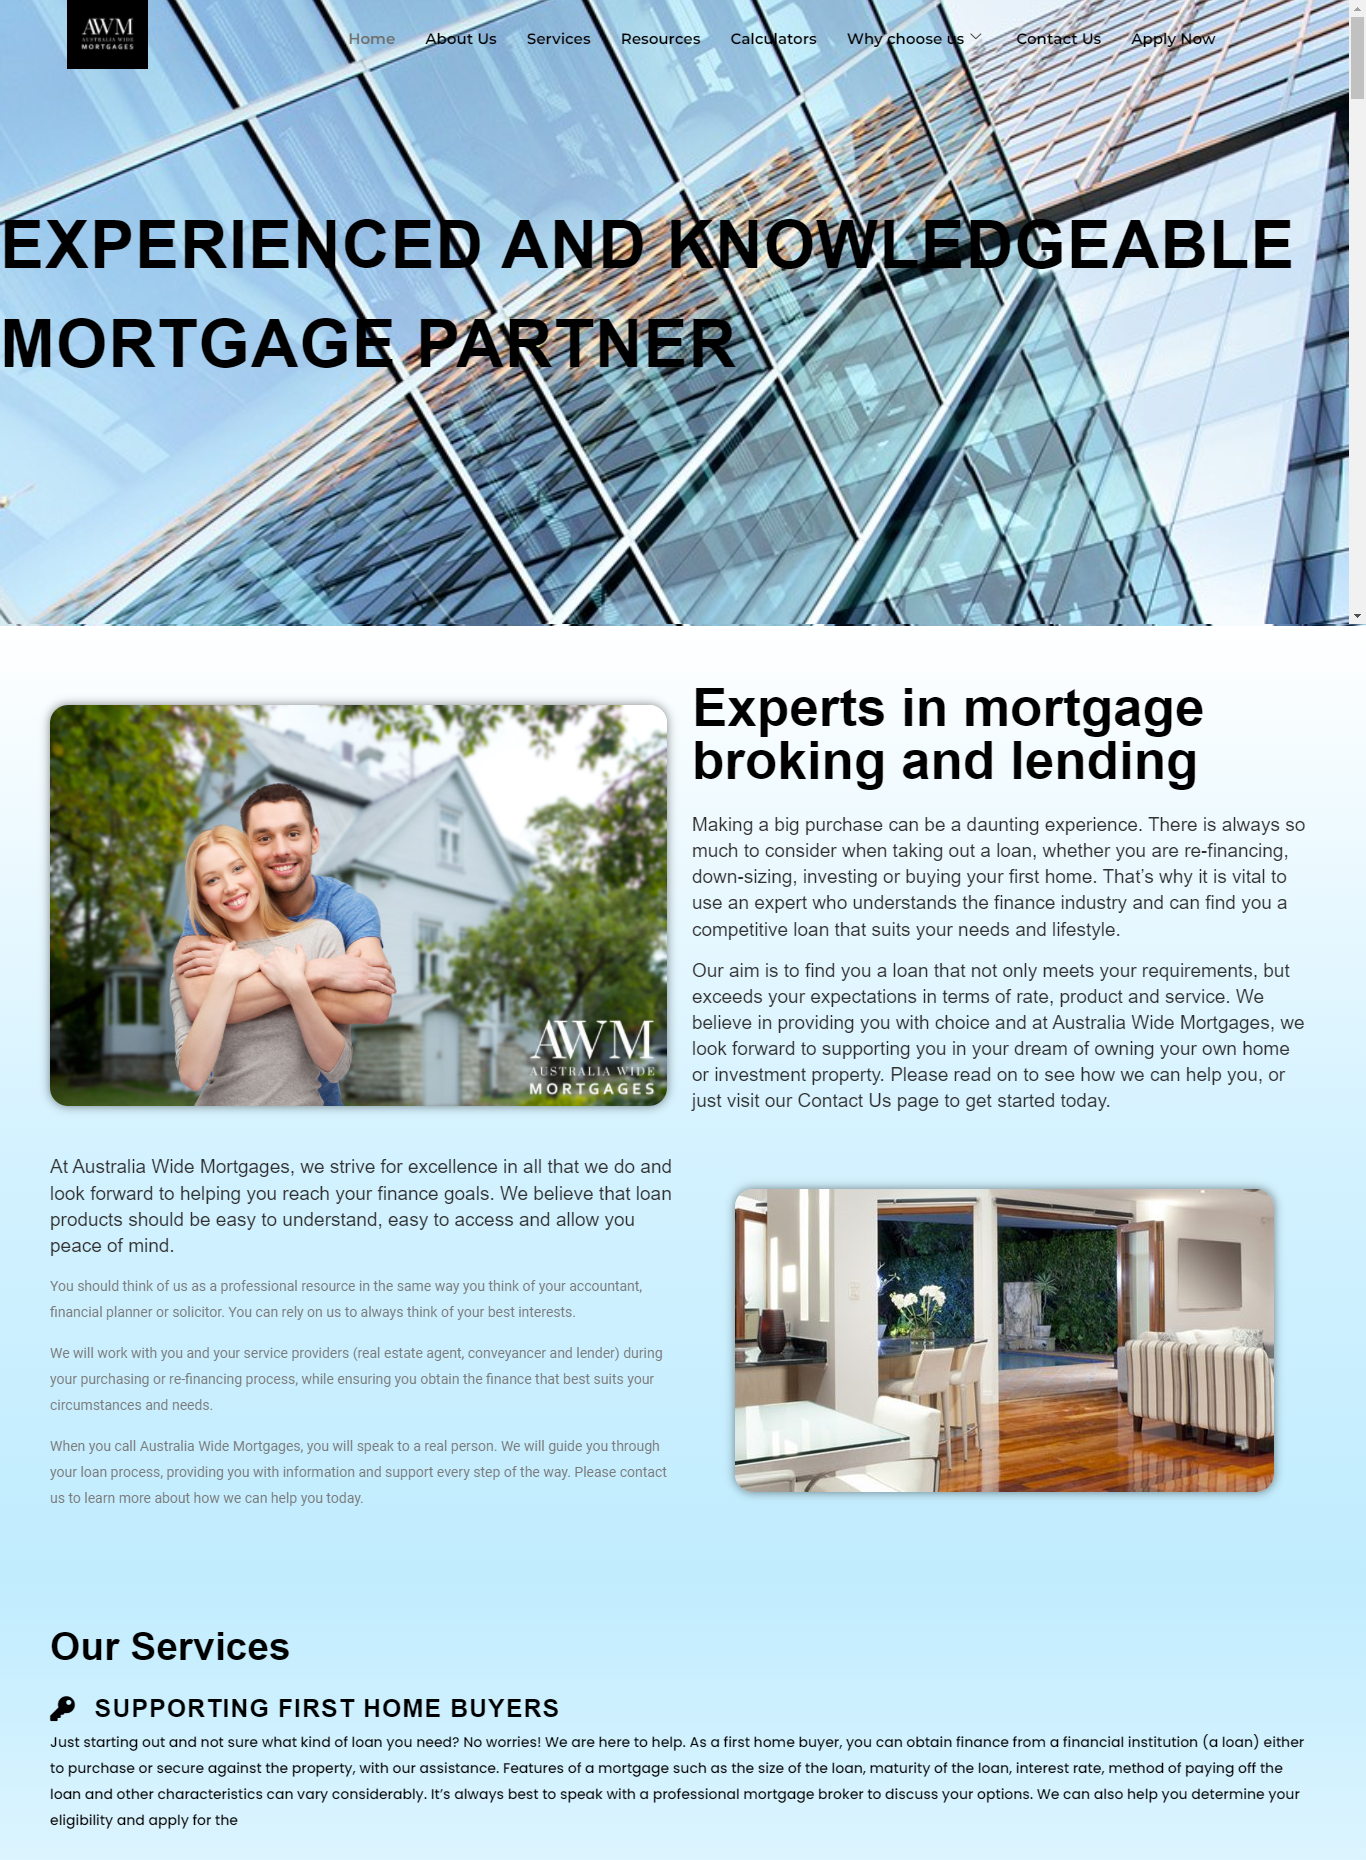 AWM
AUSTRALIA WIDE
MORTGAGES
Home About Us Services Resources Calculators Why choose us Contact Us Apply Now
EXPERIENCED AND KNOWLEDGEABLE
MORTGAGE PARTNER
Experts in mortgage
broking and lending
Making a big purchase can be a daunting experience. There is always so
much to consider when taking out a loan, whether you are re-financing,
down-sizing, investing or buying your first home. That’s why it is vital to
use an expert who understands the finance industry and can find you a
competitive loan that suits your needs and lifestyle.
Our aim is to find you a loan that not only meets your requirements, but
exceeds your expectations in terms of rate, product and service. We
believe in providing you with choice and at Australia Wide Mortgages, we
look forward to supporting you in your dream of owning your own home
or investment property. Please read on to see how we can help you, or
just visit our Contact Us page to get started today.
AWM
AUSTRALIA WIDE
MORTGAGES
At Australia Wide Mortgages, we strive for excellence in all that we do and
look forward to helping you reach your finance goals. We believe that loan
products should be easy to understand, easy to access and allow you
peace of mind.
You should think of us as a professional resource in the same way you think of your accountant,
financial planner or solicitor. You can rely on us to always think of your best interests.
We will work with you and your service providers (real estate agent, conveyancer and lender) during
your purchasing or re-financing process, while ensuring you obtain the finance that best suits your
circumstances and needs.
When you call Australia Wide Mortgages, you will speak to a real person. We will guide you through
your loan process, providing you with information and support every step of the way. Please contact
us to learn more about how we can help you today.
Our Services
SUPPORTING FIRST HOME BUYERS
Just starting out and not sure what kind of loan you need? No worries! We are here to help. As a first home buyer, you can obtain finance from a financial institution (a loan) either
to purchase or secure against the property, with our assistance. Features of a mortgage such as the size of the loan, maturity of the loan, interest rate, method of paying off the
loan and other characteristics can vary considerably. It’s always best to speak with a professional mortgage broker to discuss your options. We can also help you determine your
eligibility and apply for the